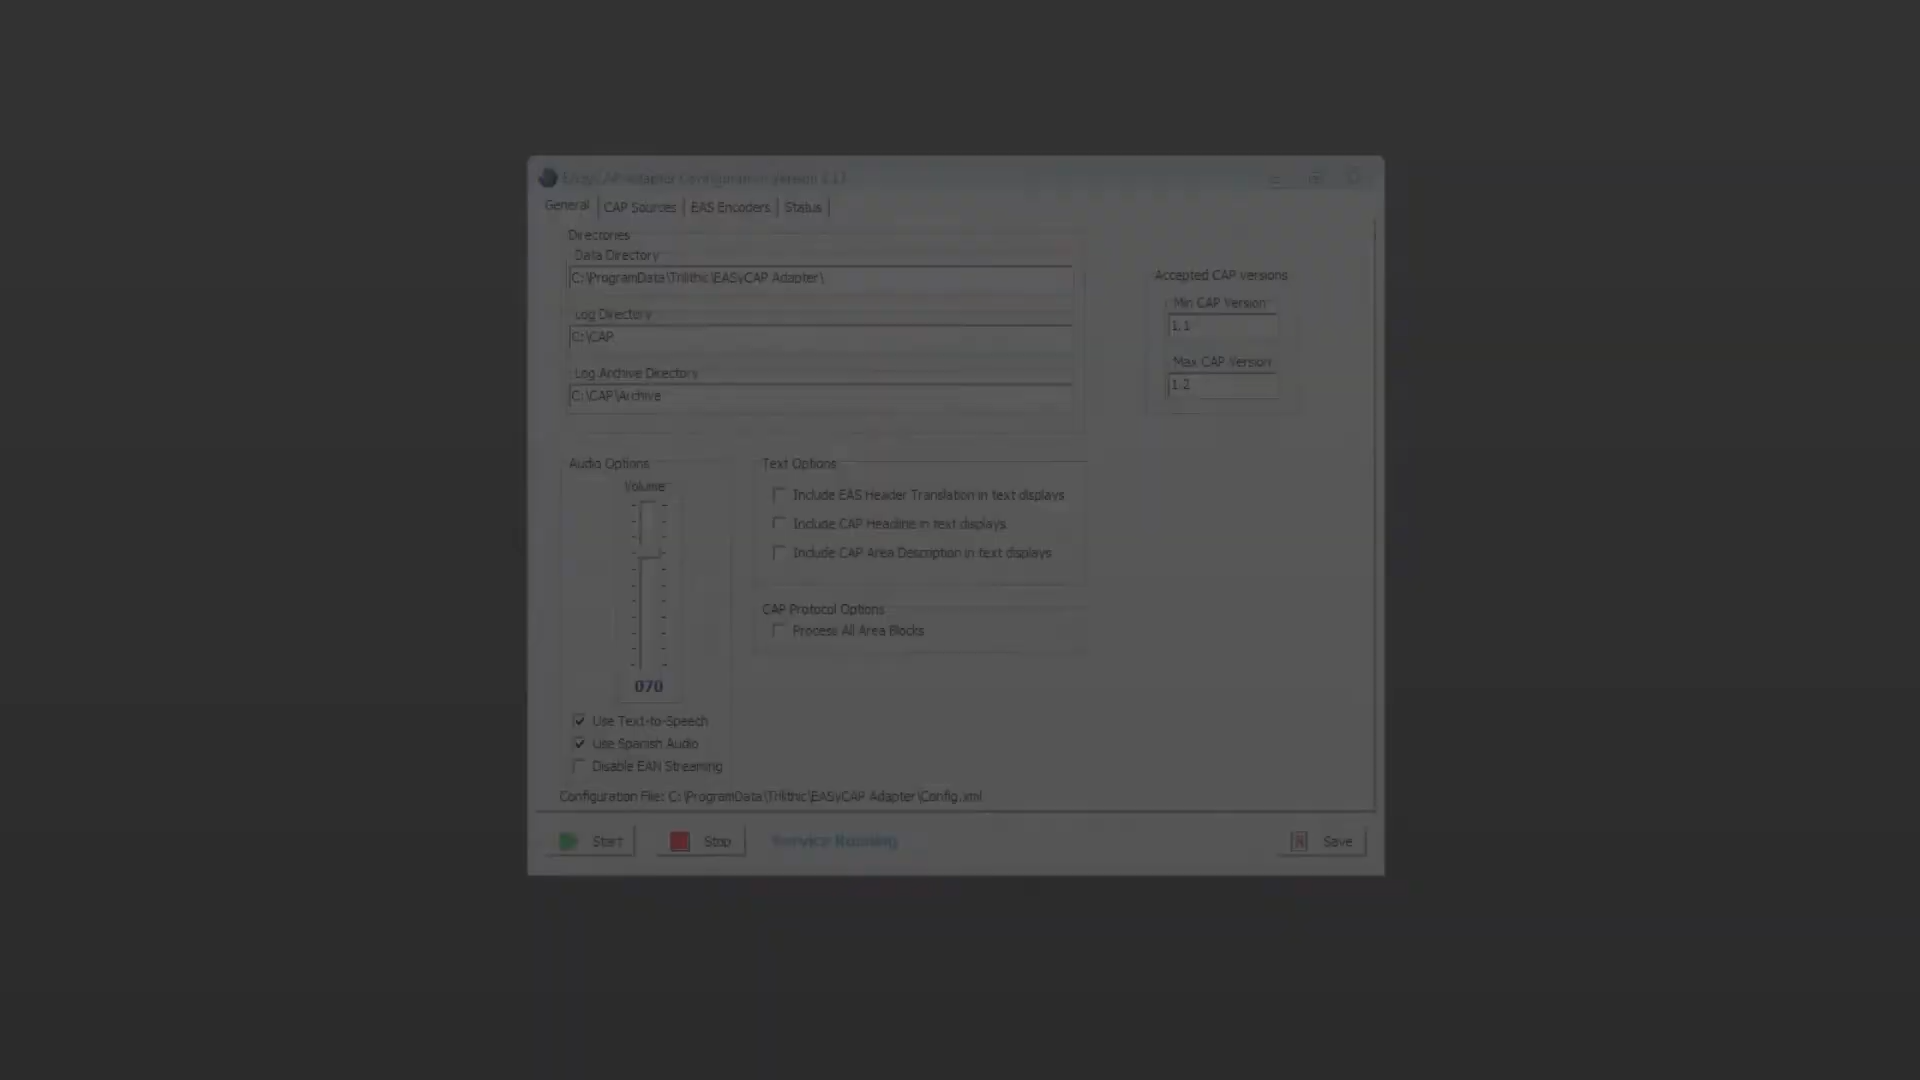 Adaptor Configuration Version
General CAP Sources EAS Encoders Status
Directories
Data Directory
C:\ProgramData\Trilithic\EASyCAP Adapter\
Log Directory
C:\CAP
Log Archive Directory
C:\CAP\Archive
Accepted CAP versions
Min CAP Version
1.1
Max CAP Version
1.2
Audio Options
Volume
070
Use Text-to-Speech
Use Spanish Audio
Disable EAN Streaming
Text Options
Include EAS Header Translation in text displays
Include CAP Headline in text displays
Include CAP Area Description in text displays
CAP Protocol Options
Process All Area Blocks
Configuration File: C:\ProgramData\Trilithic\EASyCAP Adapter\Config.xml
Start Stop Service Running Save